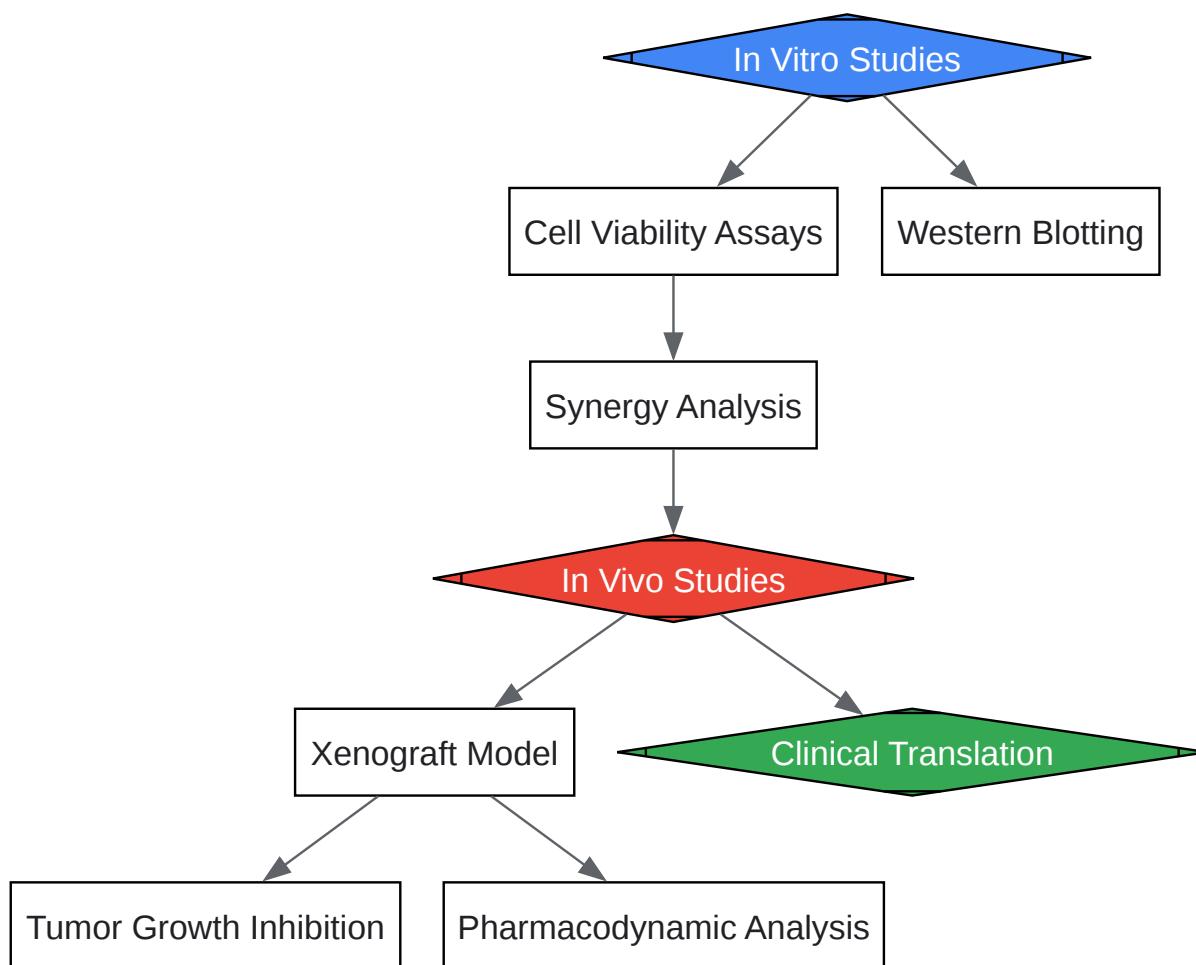 In Vitro Studies
Cell Viability Assays
Western Blotting
Synergy Analysis
In Vivo Studies
Xenograft Model
Clinical Translation
Tumor Growth Inhibition
Pharmacodynamic Analysis